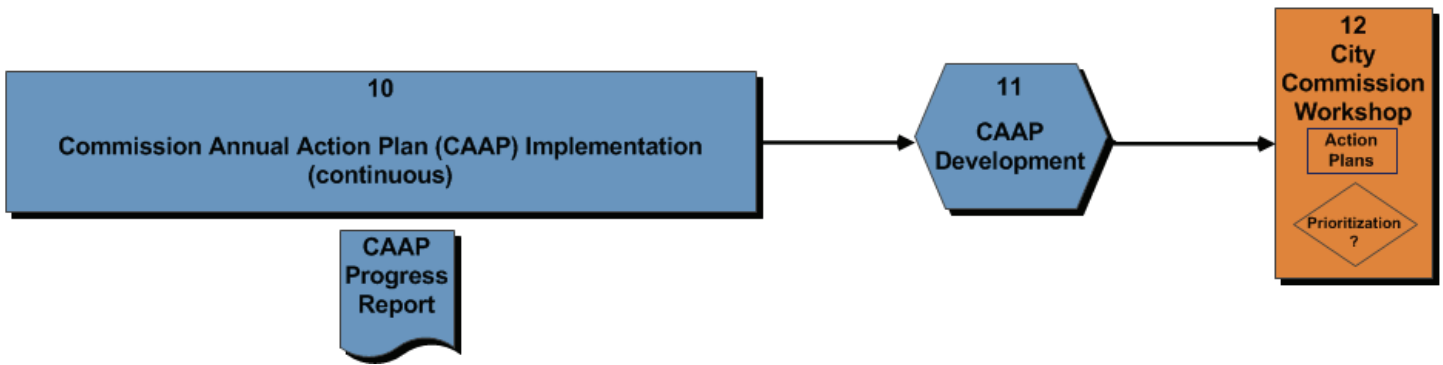 10
Commission Annual Action Plan (CAAP) Implementation
(continuous)
CAAP
Progress
Report
11
CAAP
Development
12
City
Commission
Workshop
Action
Plans
Prioritization
?